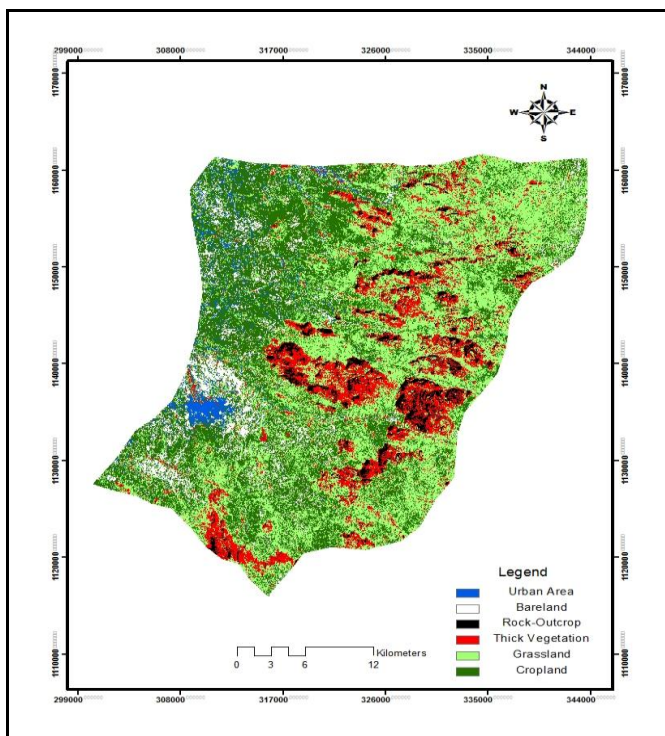 299000 308000 317000 326000 335000 344000
1170000 1170000
N
W E
S
1160000 1160000
1150000 1150000
1140000 1140000
1130000 1130000
1120000 1120000
Legend
Urban Area
Bareland
Rock-Outcrop
Thick Vegetation
Grassland
Cropland
Kilometers
0 3 6 12
1110000 1110000
299000 308000 317000 326000 335000 344000